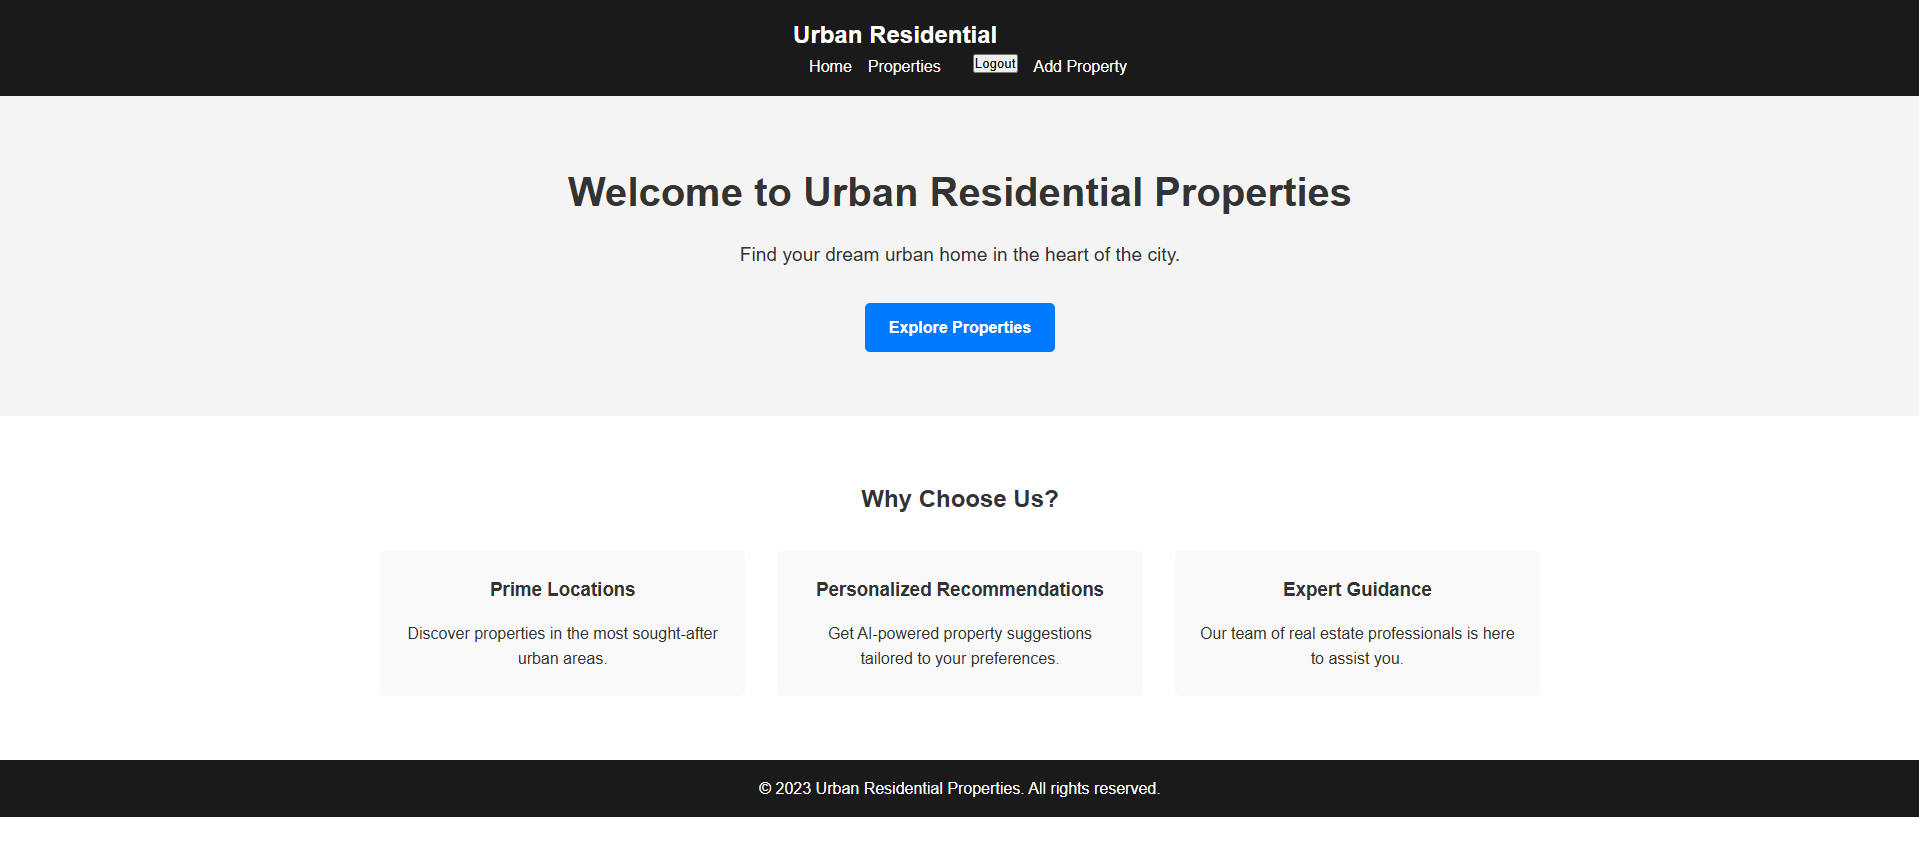 Urban Residential
Home Properties Logout Add Property
Welcome to Urban Residential Properties
Find your dream urban home in the heart of the city.
Explore Properties
Why Choose Us?
Prime Locations
Discover properties in the most sought-after
urban areas.
Personalized Recommendations
Get AI-powered property suggestions
tailored to your preferences.
Expert Guidance
Our team of real estate professionals is here
to assist you.
© 2023 Urban Residential Properties. All rights reserved.